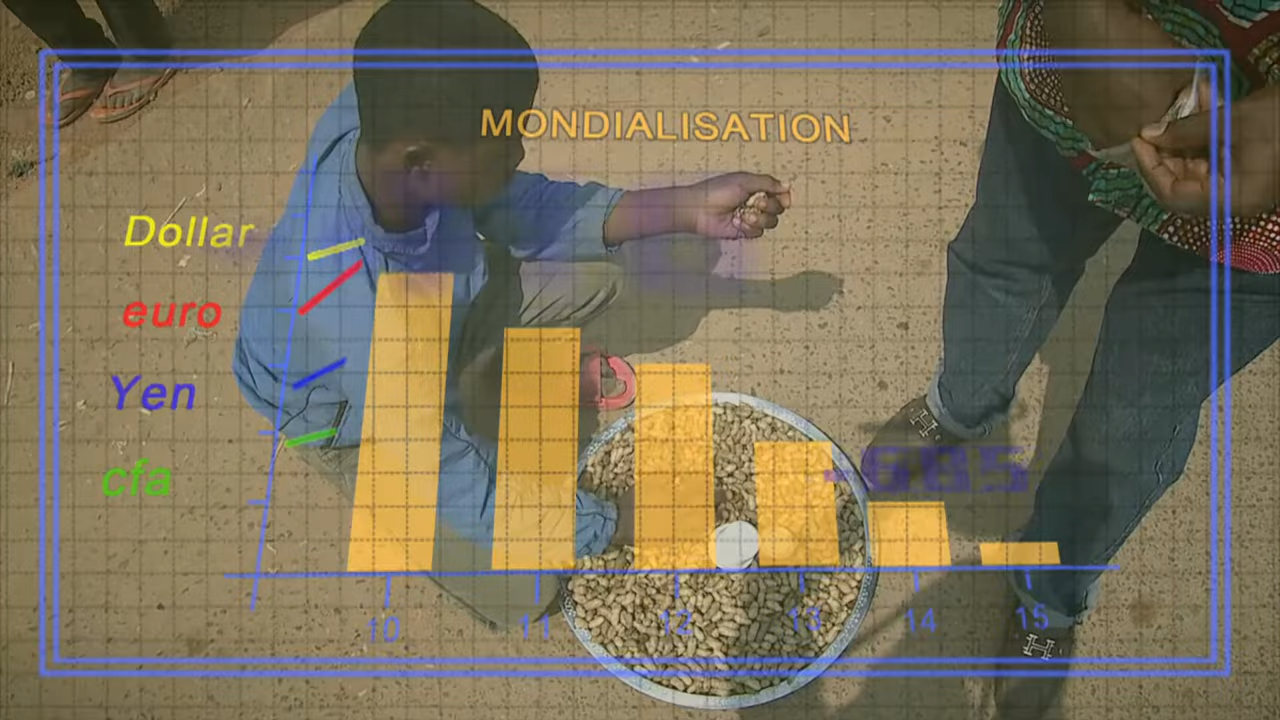 MONDIALISATION
Dollar
euro
Yen
cfa
-685
10 11 12 13 14 15